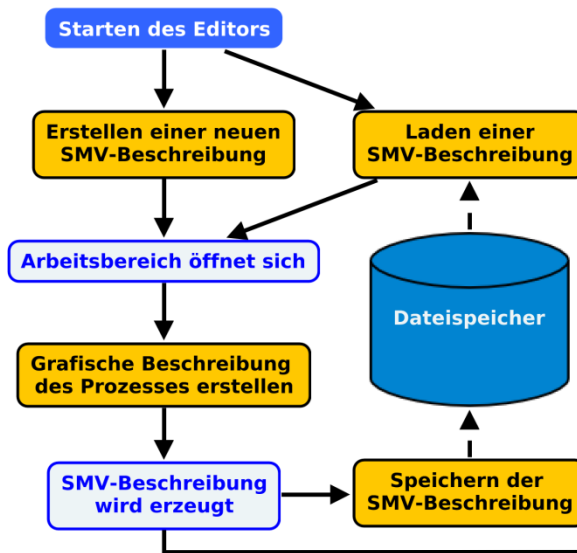 Starten des Editors
Erstellen einer neuen
SMV-Beschreibung
Laden einer
SMV-Beschreibung
Arbeitsbereich öffnet sich
Dateispeicher
Grafische Beschreibung
des Prozesses erstellen
SMV-Beschreibung
wird erzeugt
Speichern der
SMV-Beschreibung